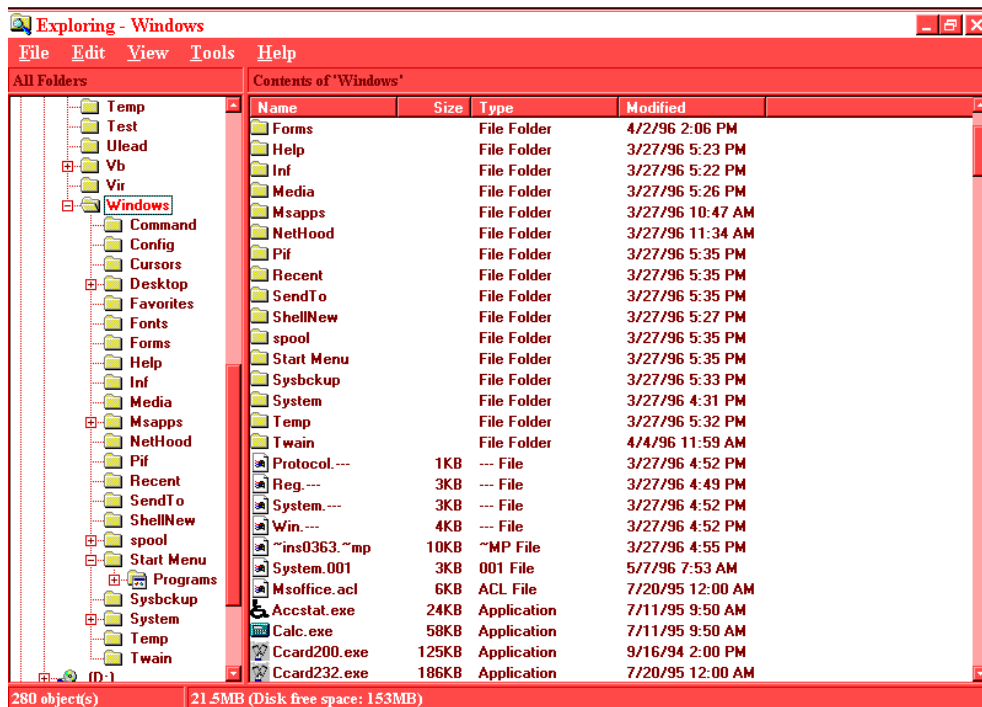 Exploring - Windows
File Edit View Tools Help
All Folders
Contents of 'Windows'
Temp
Test
Ulead
Vb
Vir
Windows
Command
Config
Cursors
Desktop
Favorites
Fonts
Forms
Help
Inf
Media
Msapps
NetHood
Pif
Recent
SendTo
ShellNew
spool
Start Menu
Programs
Sysbckup
System
Temp
Twain
(D:)
Name Size Type Modified
Forms File Folder 4/2/96 2:06 PM
Help File Folder 3/27/96 5:23 PM
Inf File Folder 3/27/96 5:22 PM
Media File Folder 3/27/96 5:26 PM
Msapps File Folder 3/27/96 10:47 AM
NetHood File Folder 3/27/96 11:34 AM
Pif File Folder 3/27/96 5:35 PM
Recent File Folder 3/27/96 5:35 PM
SendTo File Folder 3/27/96 5:35 PM
ShellNew File Folder 3/27/96 5:27 PM
spool File Folder 3/27/96 5:35 PM
Start Menu File Folder 3/27/96 5:35 PM
Sysbckup File Folder 3/27/96 5:33 PM
System File Folder 3/27/96 4:31 PM
Temp File Folder 3/27/96 5:32 PM
Twain File Folder 4/4/96 11:59 AM
Protocol.--- 1KB --- File 3/27/96 4:52 PM
Reg.--- 3KB --- File 3/27/96 4:49 PM
System.--- 3KB --- File 3/27/96 4:52 PM
Win.--- 4KB --- File 3/27/96 4:52 PM
~ins0363.~mp 10KB ~MP File 3/27/96 4:55 PM
System.001 3KB 001 File 5/7/96 7:53 AM
Msoffice.acl 6KB ACL File 7/20/95 12:00 AM
Accstat.exe 24KB Application 7/11/95 9:50 AM
Calc.exe 58KB Application 7/11/95 9:50 AM
Ccard200.exe 125KB Application 9/16/94 2:00 PM
Ccard232.exe 186KB Application 7/20/95 12:00 AM
280 object(s)
21.5MB (Disk free space: 153MB)